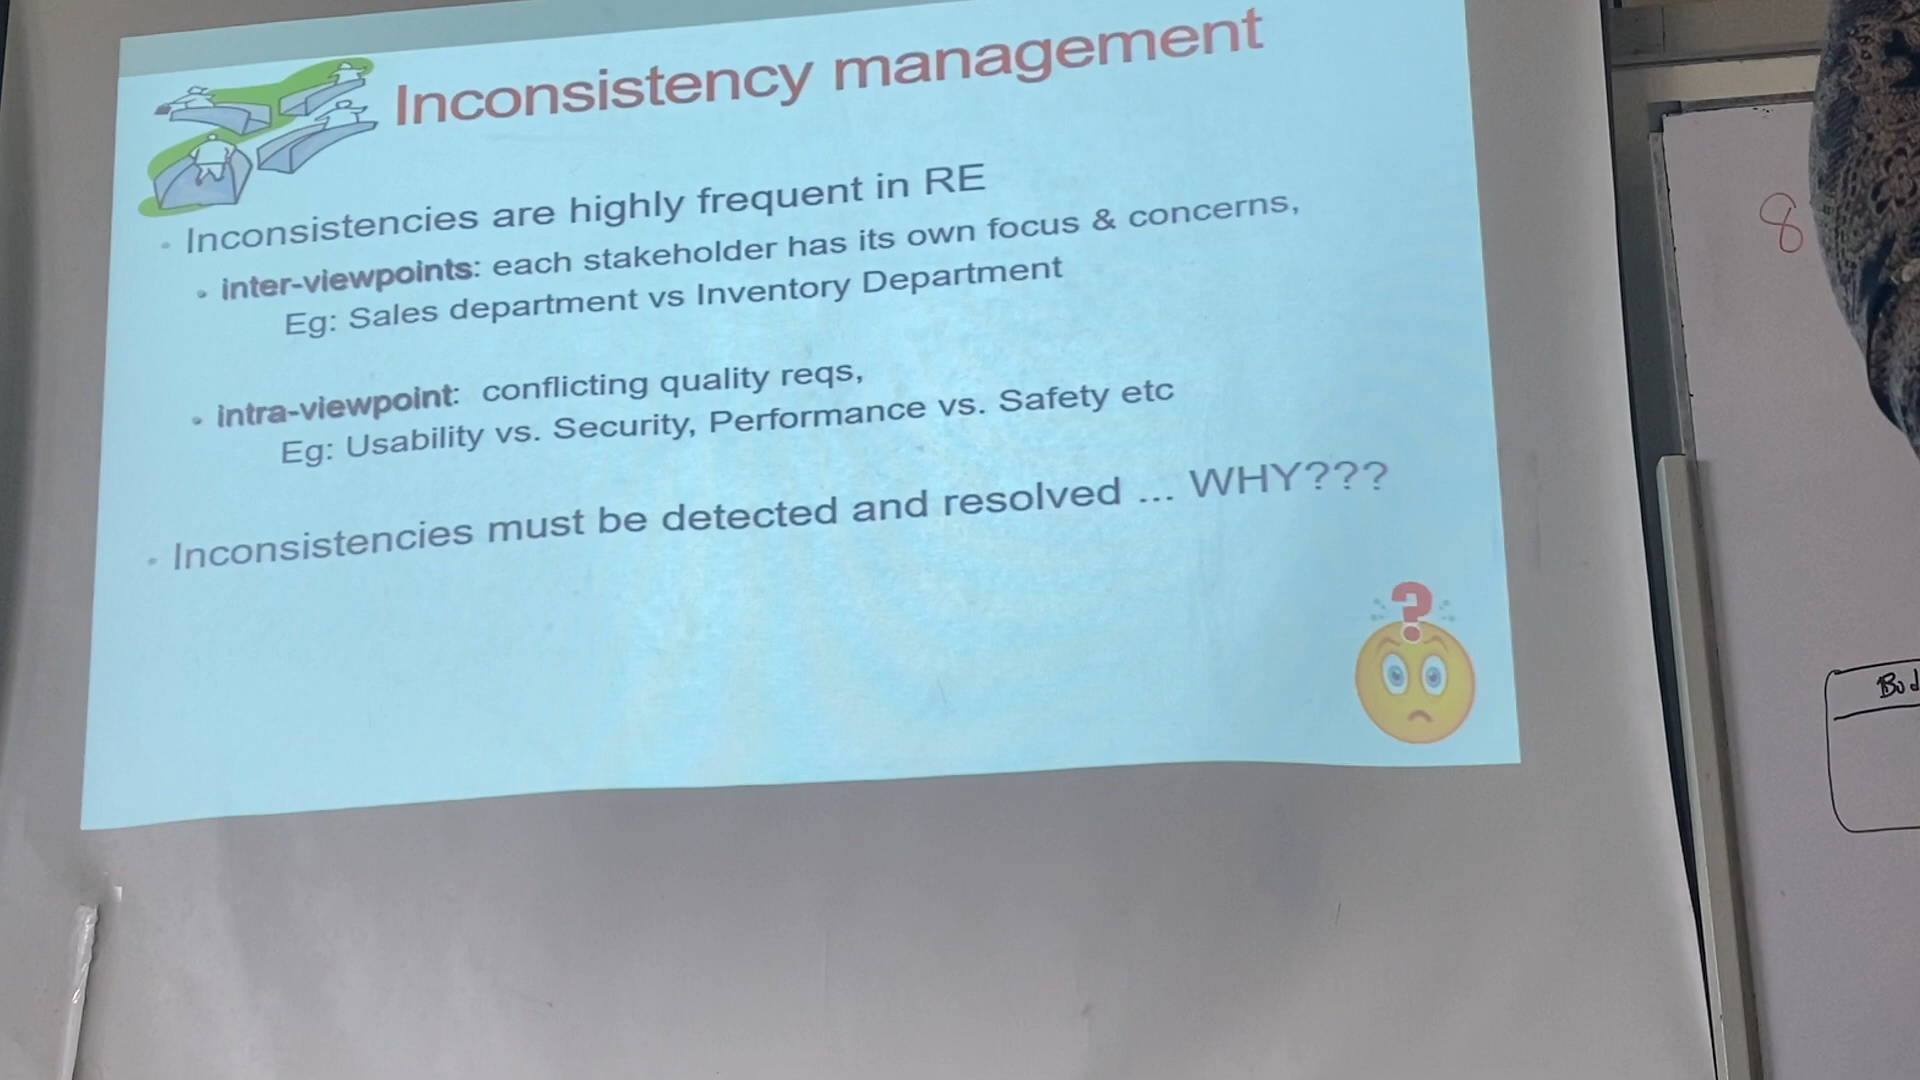 Inconsistency management
• Inconsistencies are highly frequent in RE
• inter-viewpoints: each stakeholder has its own focus & concerns,
Eg: Sales department vs Inventory Department
• intra-viewpoint: conflicting quality reqs,
Eg: Usability vs. Security, Performance vs. Safety etc
• Inconsistencies must be detected and resolved ... WHY???
?
8